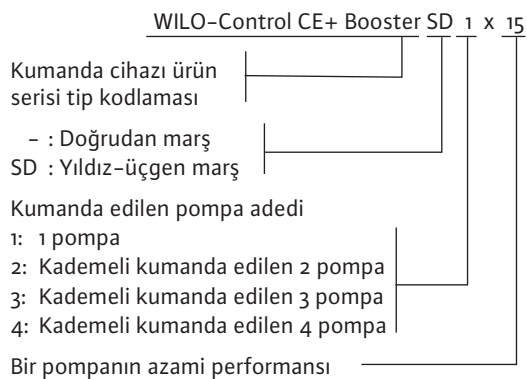 WILO-Control CE+ Booster SD 1 x 15
Kumanda cihazı ürün
serisi tip kodlaması
- : Doğrudan marş
SD : Yıldız-üçgen marş
Kumanda edilen pompa adedi
1: 1 pompa
2: Kademeli kumanda edilen 2 pompa
3: Kademeli kumanda edilen 3 pompa
4: Kademeli kumanda edilen 4 pompa
Bir pompanın azami performansı